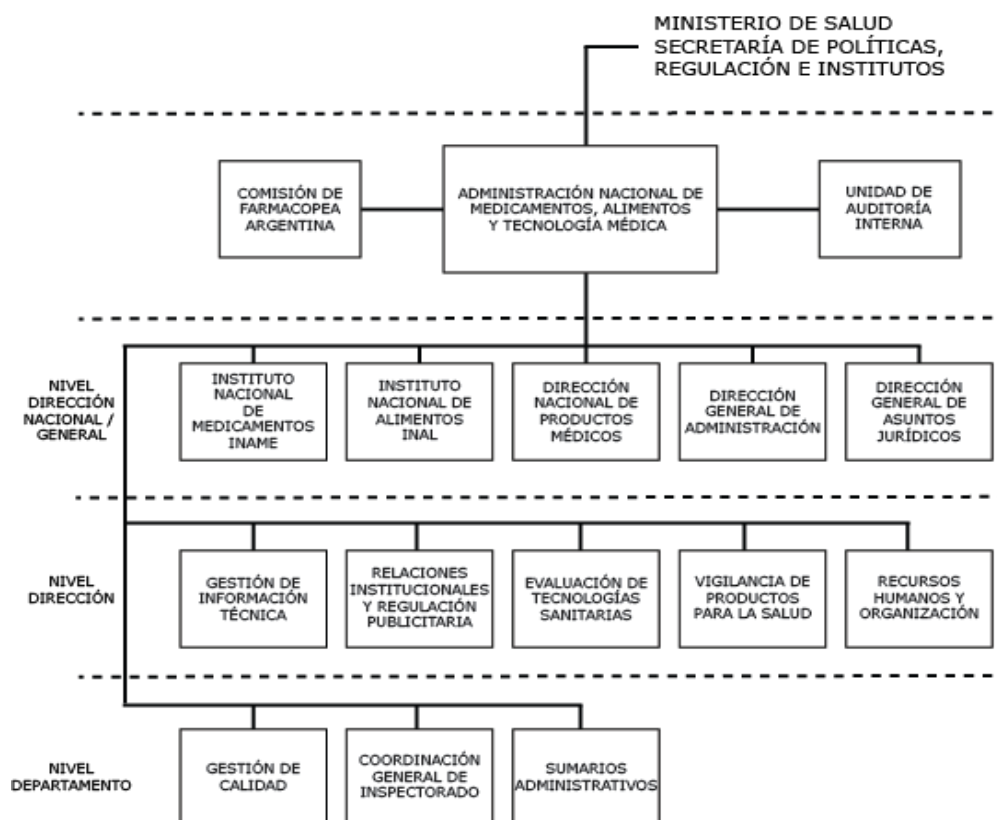 MINISTERIO DE SALUD
SECRETARÍA DE POLÍTICAS,
REGULACIÓN E INSTITUTOS
COMISIÓN DE
FARMACOPEA
ARGENTINA
ADMINISTRACIÓN NACIONAL DE
MEDICAMENTOS, ALIMENTOS
Y TECNOLOGÍA MÉDICA
UNIDAD DE
AUDITORÍA
INTERNA
NIVEL
DIRECCIÓN
NACIONAL /
GENERAL
INSTITUTO
NACIONAL
DE
MEDICAMENTOS
INAME
INSTITUTO
NACIONAL DE
ALIMENTOS
INAL
DIRECCIÓN
NACIONAL DE
PRODUCTOS
MÉDICOS
DIRECCIÓN
GENERAL DE
ADMINISTRACIÓN
DIRECCIÓN
GENERAL DE
ASUNTOS
JURÍDICOS
NIVEL
DIRECCIÓN
GESTIÓN DE
INFORMACIÓN
TÉCNICA
RELACIONES
INSTITUCIONALES
Y REGULACIÓN
PUBLICITARIA
EVALUACIÓN DE
TECNOLOGÍAS
SANITARIAS
VIGILANCIA DE
PRODUCTOS
PARA LA SALUD
RECURSOS
HUMANOS Y
ORGANIZACIÓN
NIVEL
DEPARTAMENTO
GESTIÓN DE
CALIDAD
COORDINACIÓN
GENERAL DE
INSPECTORADO
SUMARIOS
ADMINISTRATIVOS